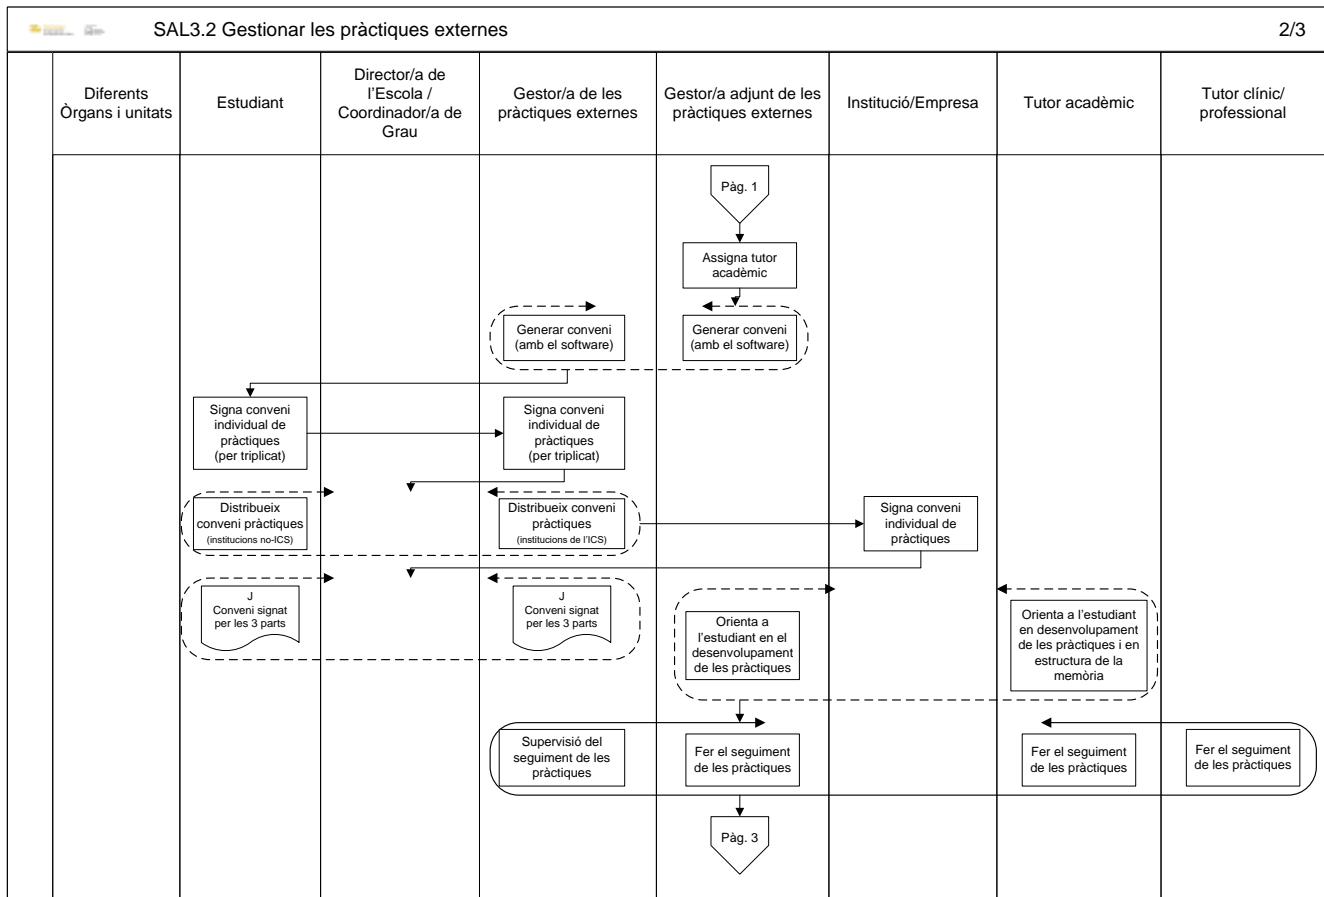 SAL3.2 Gestionar les pràctiques externes
2/3
Diferents
Òrgans i unitats
Estudiant
Director/a de
l'Escola /
Coordinador/a de
Grau
Gestor/a de les
pràctiques externes
Gestor/a adjunt de les
pràctiques externes
Institució/Empresa
Tutor acadèmic
Tutor clínic/
professional
Pàg. 1
Assigna tutor
acadèmic
Generar conveni
(amb el software)
Generar conveni
(amb el software)
Signa conveni
individual de
pràctiques
(per triplicat)
Signa conveni
individual de
pràctiques
(per triplicat)
Distribueix
conveni pràctiques
(institucions no-ICS)
Distribueix conveni
pràctiques
(institucions de l'ICS)
Signa conveni
individual de
pràctiques
J
Conveni signat
per les 3 parts
J
Conveni signat
per les 3 parts
Orienta a
l'estudiant en el
desenvolupament
de les pràctiques
Orienta a l'estudiant
en desenvolupament
de les pràctiques i en
estructura de la
memòria
Supervisió del
seguiment de les
pràctiques
Fer el seguiment
de les pràctiques
Fer el seguiment
de les pràctiques
Fer el seguiment
de les pràctiques
Pàg. 3